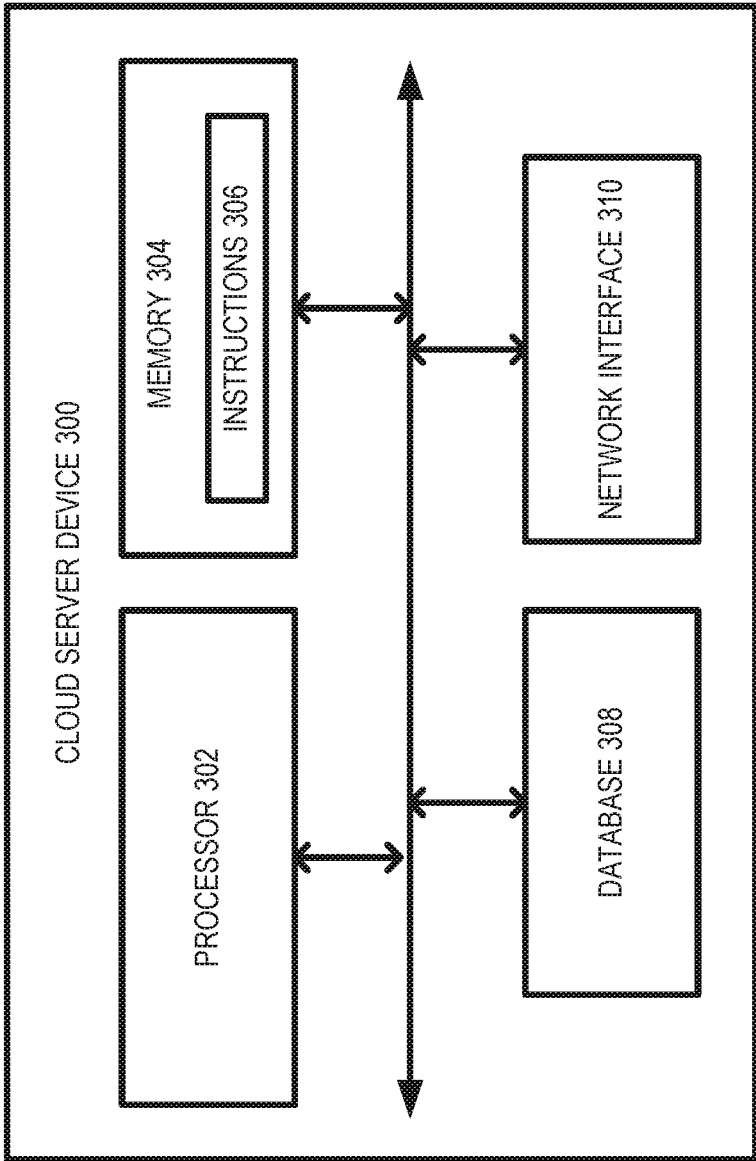 CLOUD SERVER DEVICE 300
PROCESSOR 302
MEMORY 304
INSTRUCTIONS 306
DATABASE 308
NETWORK INTERFACE 310